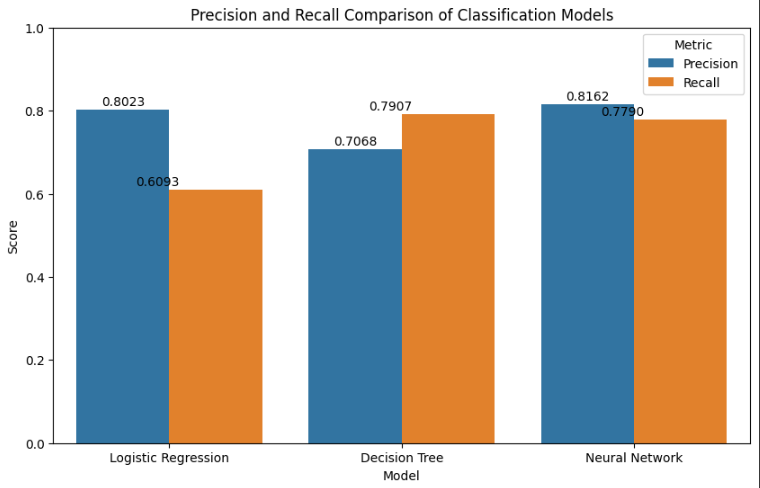 Precision and Recall Comparison of Classification Models
Metric
Precision
Recall
Score
1.0
0.8
0.6
0.4
0.2
0.0
0.8023
0.6093
0.7068
0.7907
0.8162
0.7790
Logistic Regression
Decision Tree
Neural Network
Model